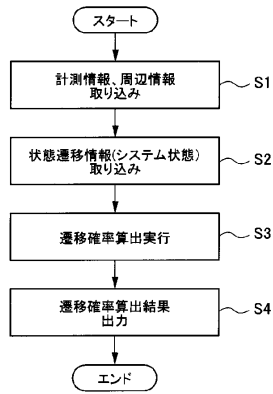 スタート
計測情報、周辺情報
取り込み
S1
状態遷移情報(システム状態)
取り込み
S2
遷移確率算出実行
S3
遷移確率算出結果
出力
S4
エンド